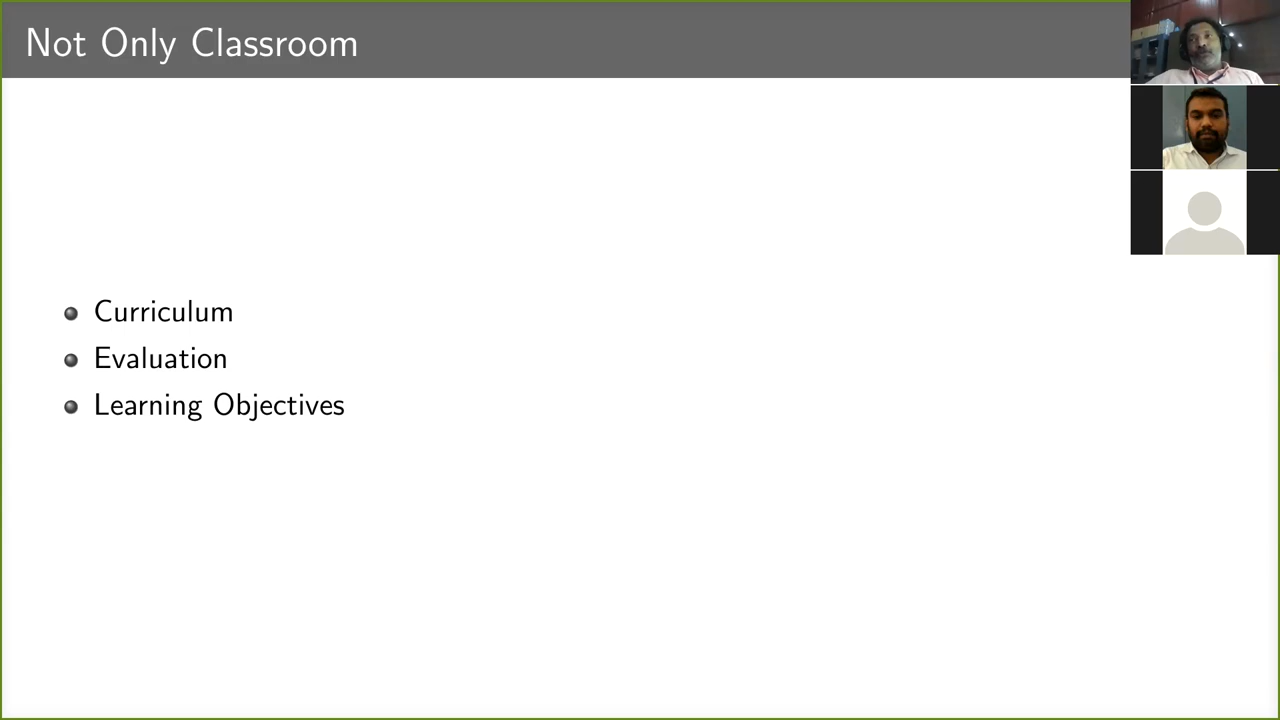 Not Only Classroom
Curriculum
Evaluation
Learning Objectives